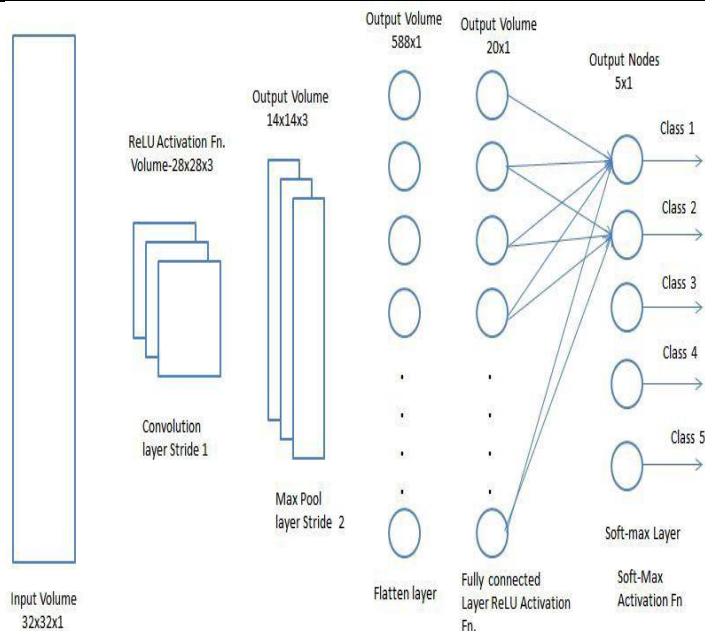 Output Volume
588x1
Output Volume
20x1
Output Nodes
5x1
Output Volume
14x14x3
ReLU Activation Fn.
Volume-28x28x3
Class 1
Class 2
Class 3
Class 4
Class 5
Convolution
layer Stride 1
Max Pool
layer Stride 2
Flatten layer
Fully connected
Layer ReLU Activation
Fn.
Soft-max Layer
Soft-Max
Activation Fn
Input Volume
32x32x1